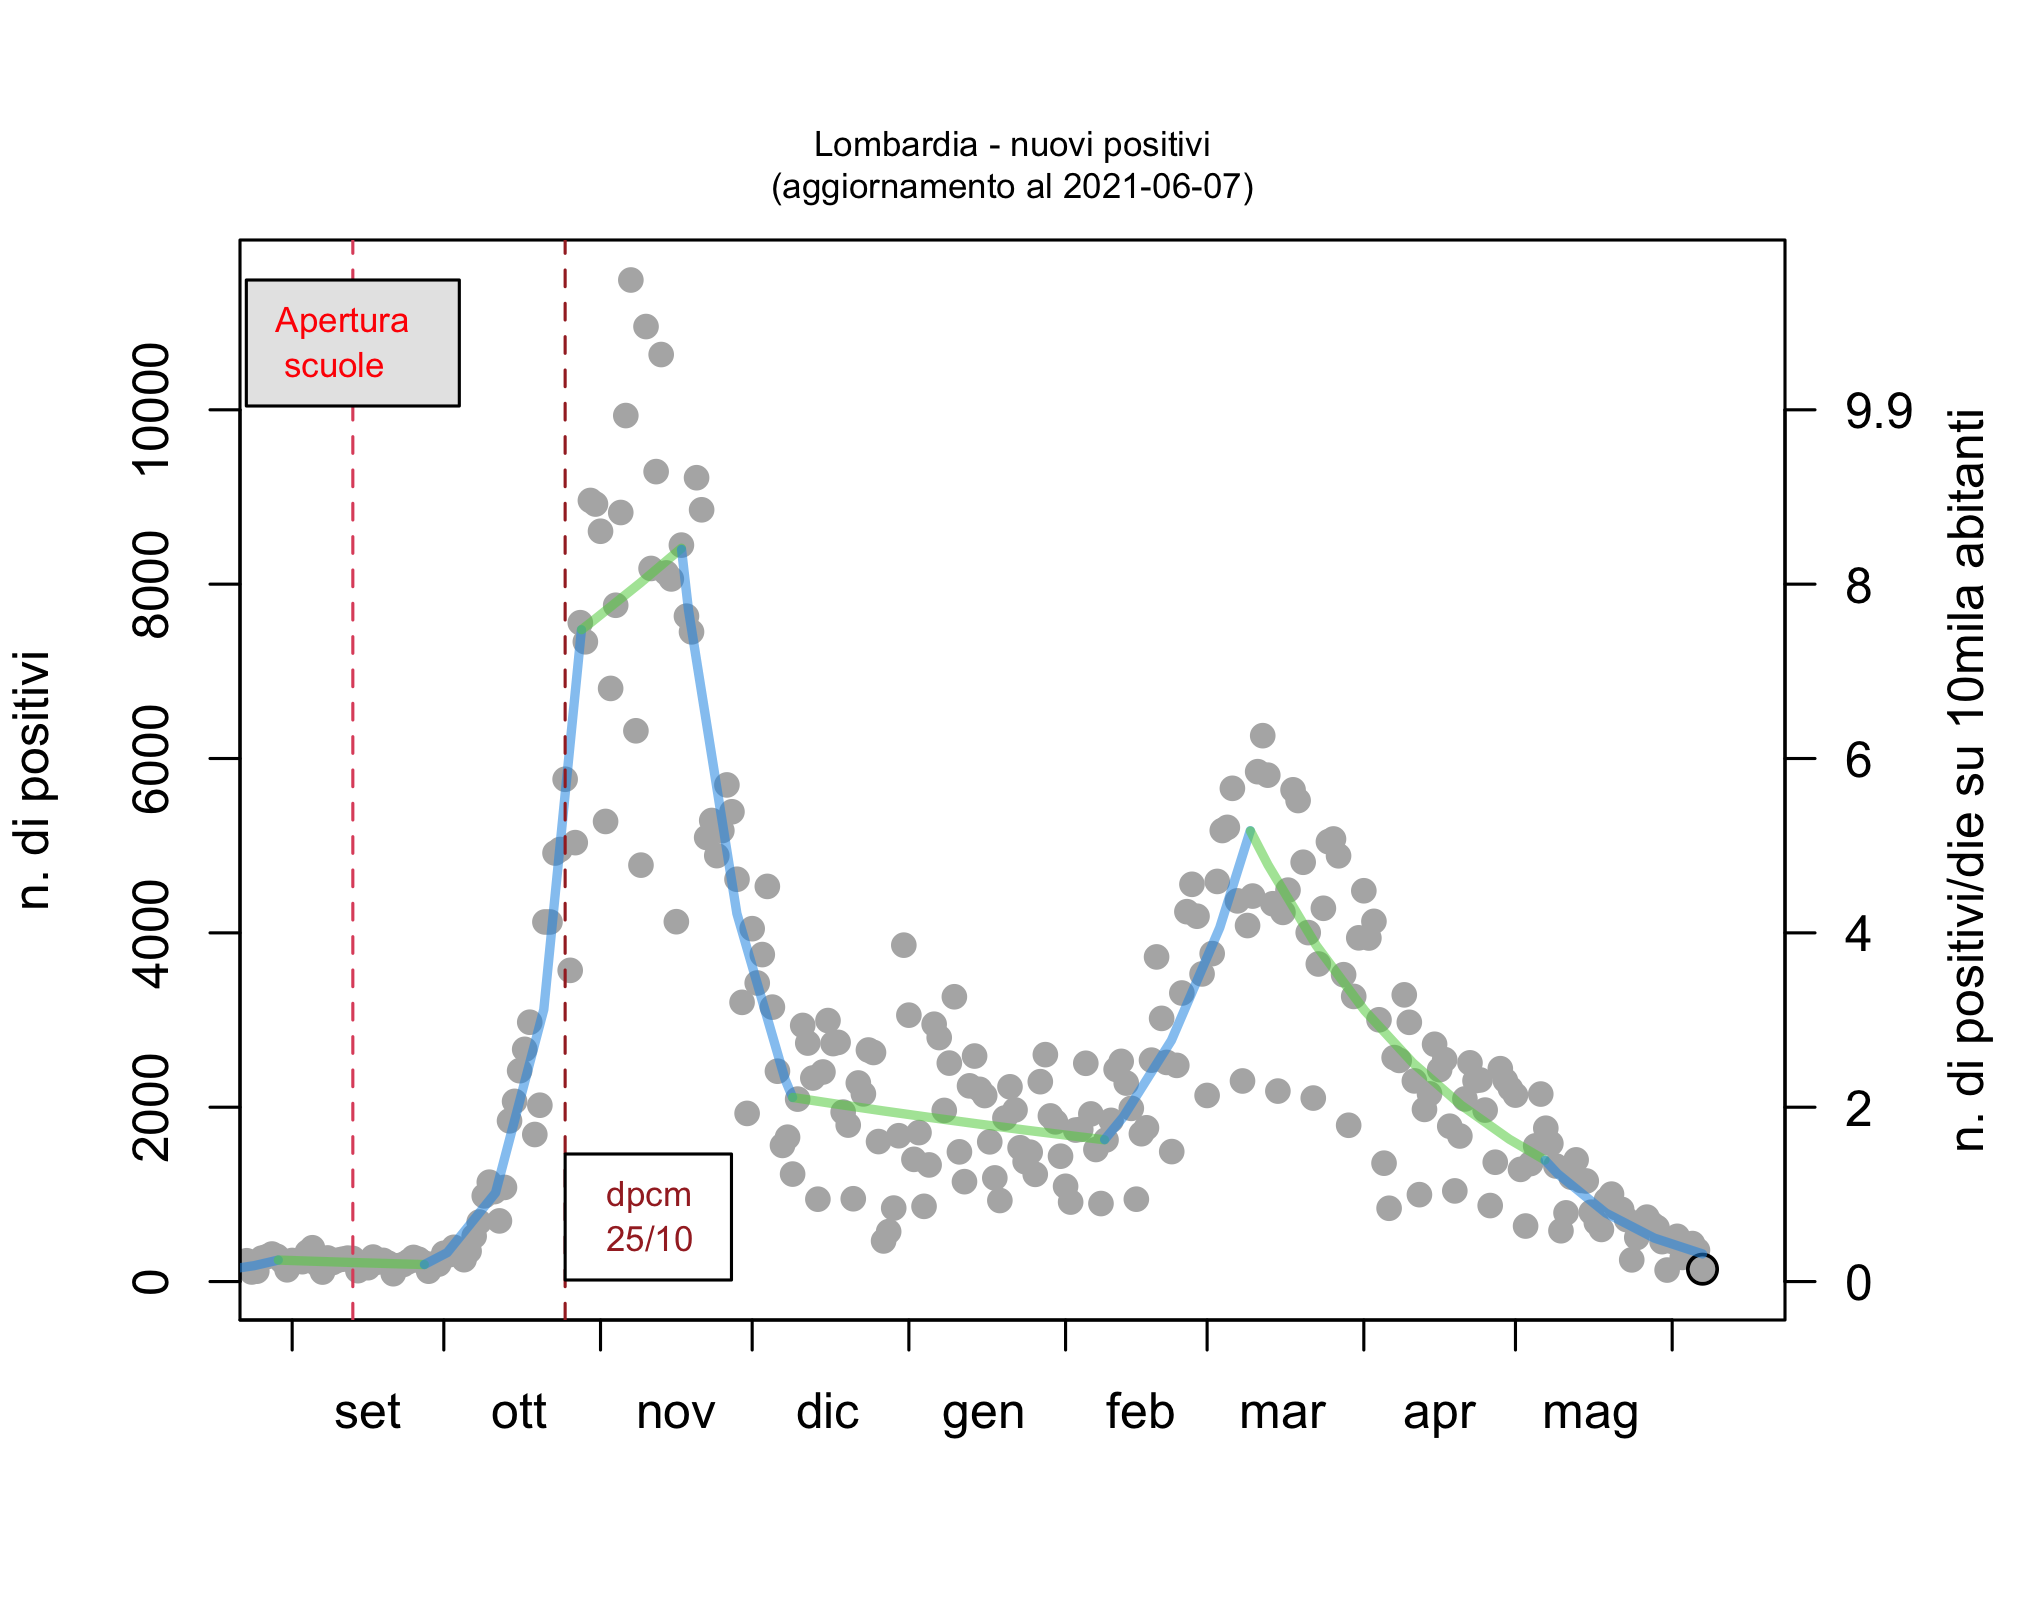 Lombardia - nuovi positivi
(aggiornamento al 2021-06-07)
Apertura
scuole
dpcm
25/10
n. di positivi
0
2000
4000
6000
8000
10000
n. di positivi/die su 10mila abitanti
9.9
8
6
4
2
0
set ott nov dic gen feb mar apr mag